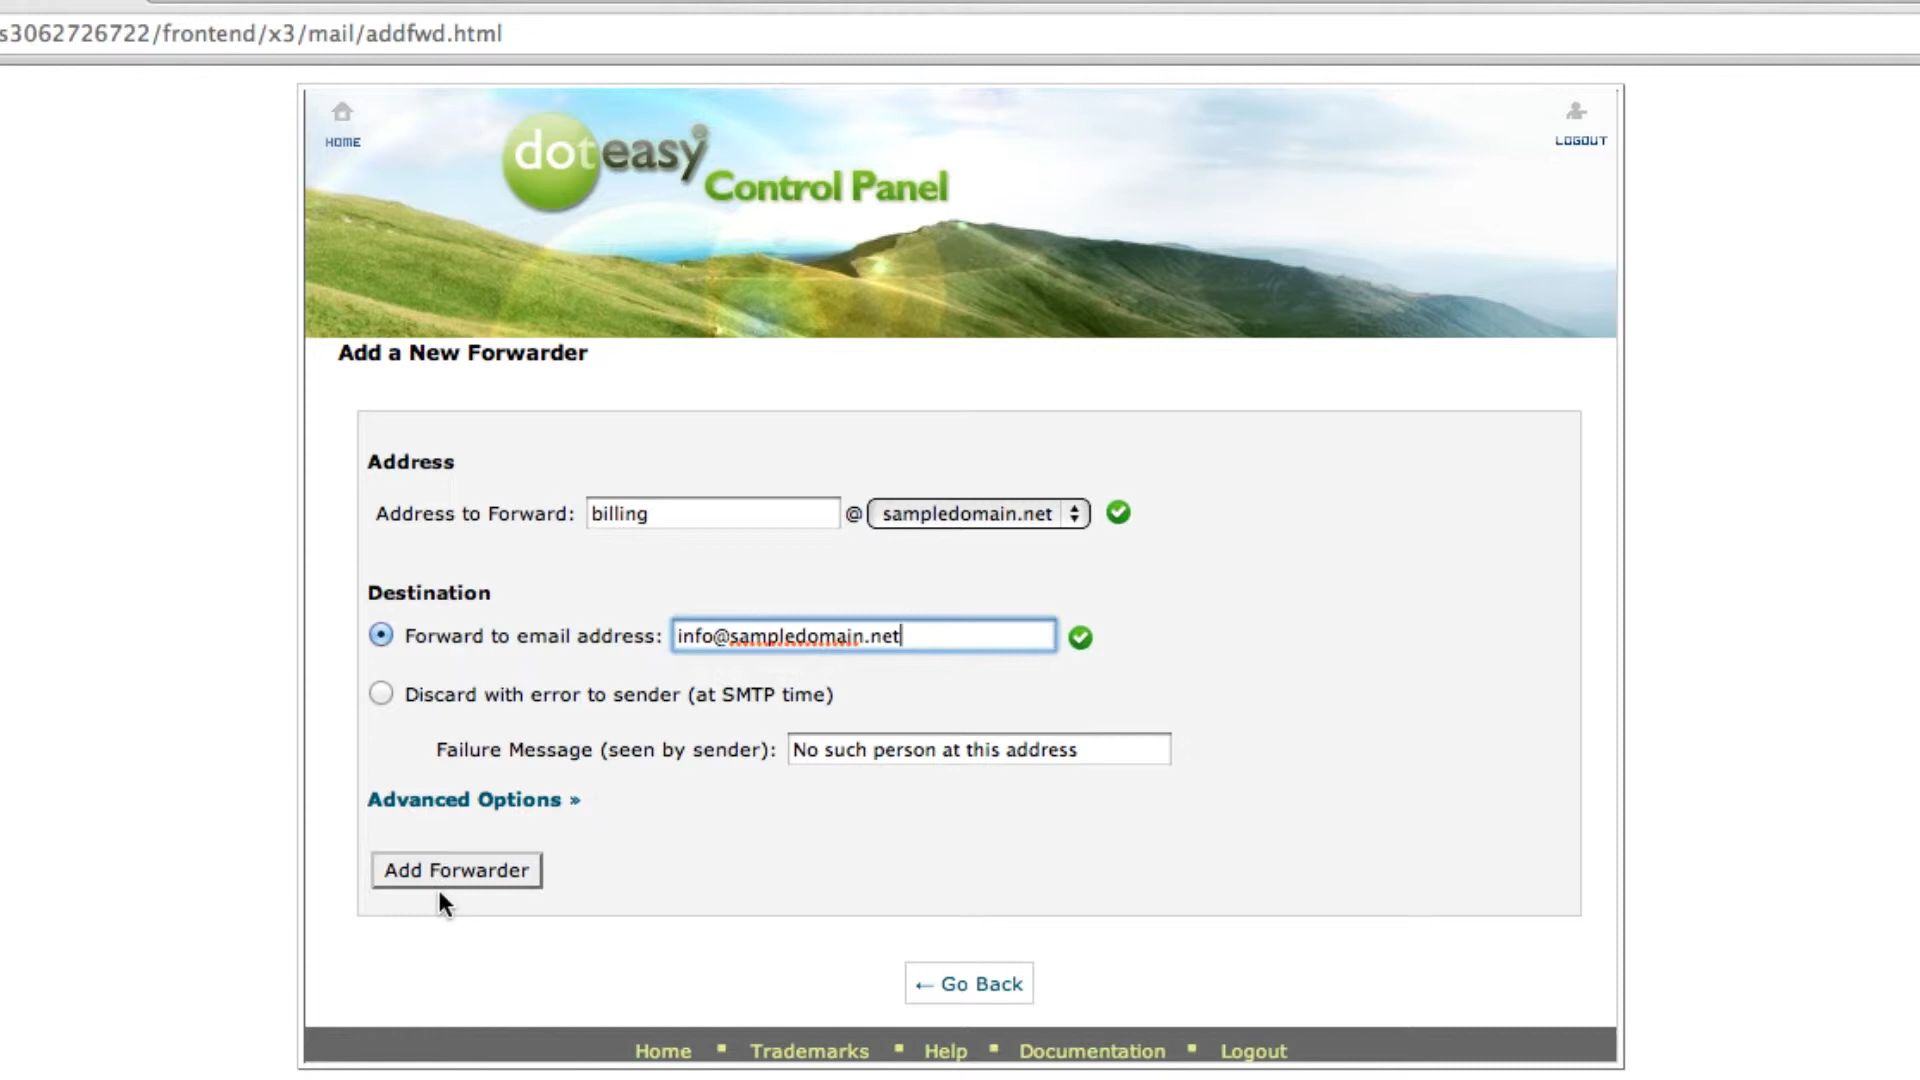 s3062726722/frontend/x3/mail/addfwd.html
HOME
LOGOUT
doteasy
Control Panel
Add a New Forwarder
Address
Address to Forward: billing @ sampledomain.net
Destination
Forward to email address: info@sampledomain.net
Discard with error to sender (at SMTP time)
Failure Message (seen by sender): No such person at this address
Advanced Options »
Add Forwarder
← Go Back
Home ▪ Trademarks ▪ Help ▪ Documentation ▪ Logout